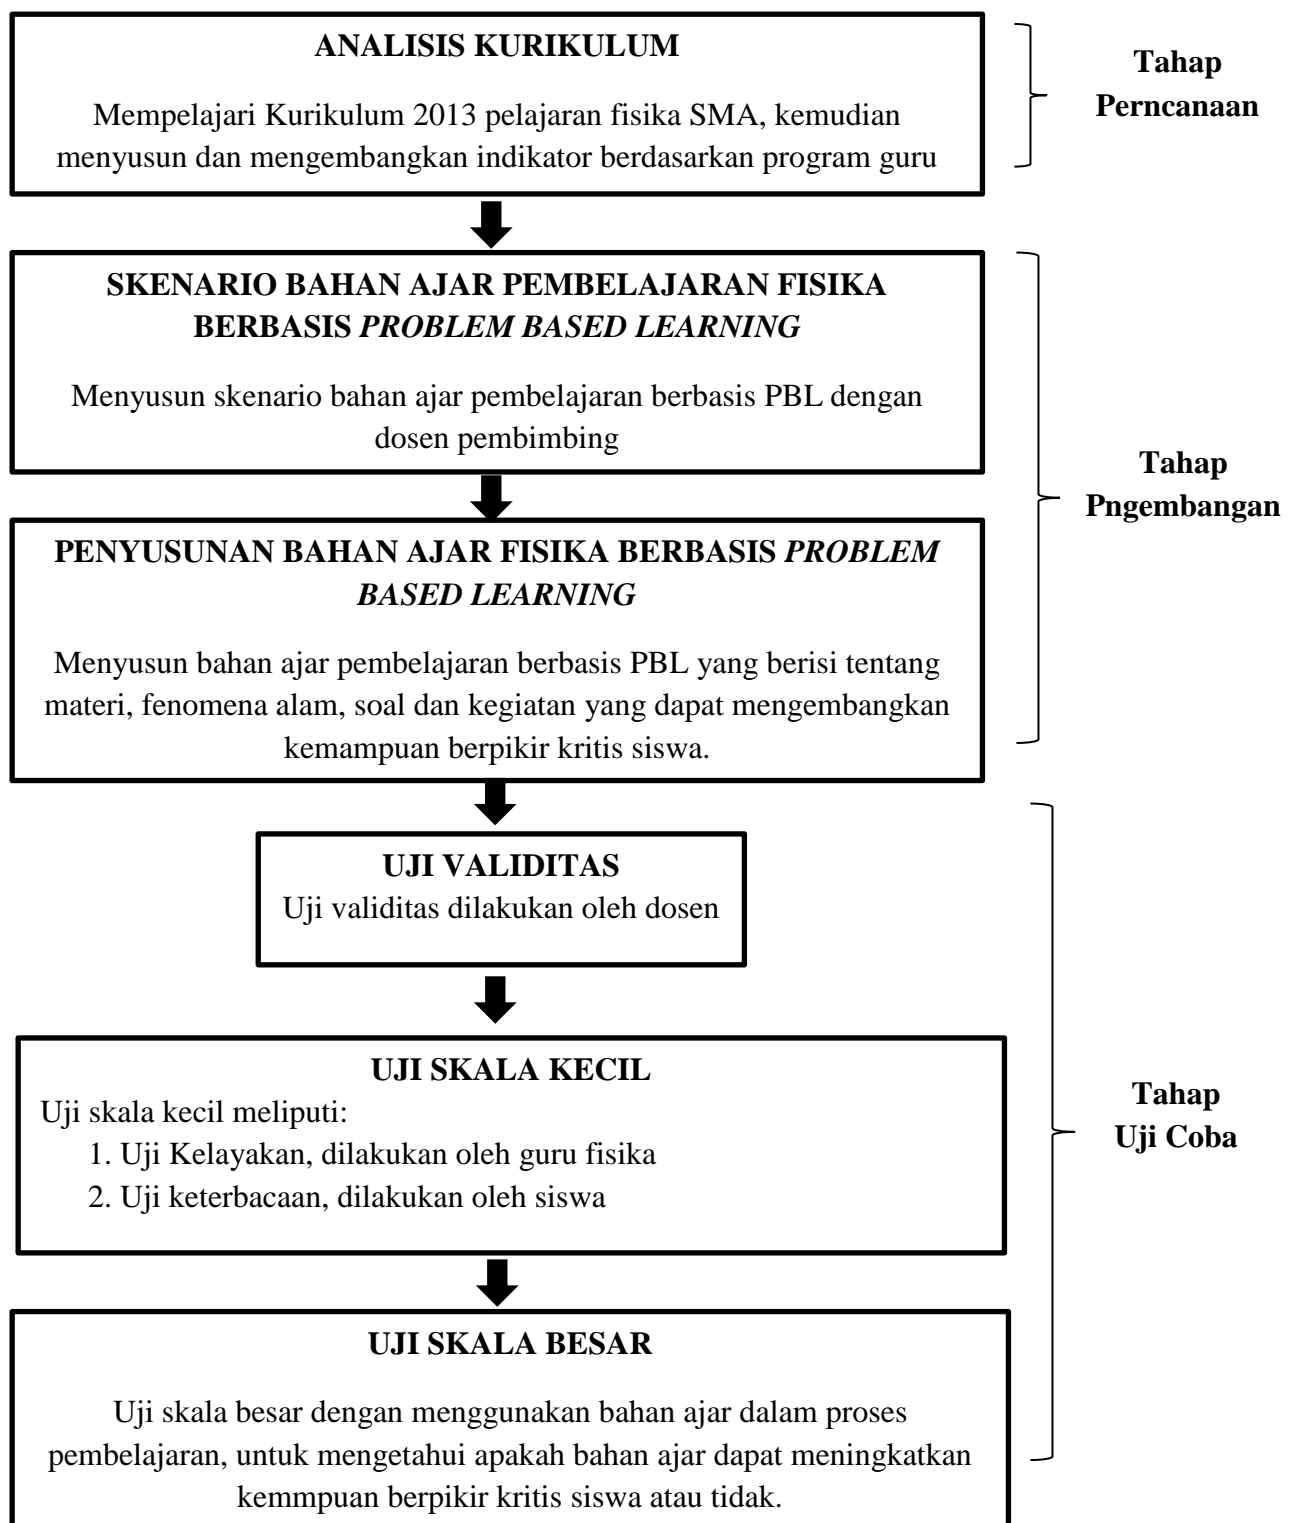 ANALISIS KURIKULUM
Mempelajari Kurikulum 2013 pelajaran fisika SMA, kemudian
menyusun dan mengembangkan indikator berdasarkan program guru
Tahap
Perncanaan
SKENARIO BAHAN AJAR PEMBELAJARAN FISIKA
BERBASIS PROBLEM BASED LEARNING
Menyusun skenario bahan ajar pembelajaran berbasis PBL dengan
dosen pembimbing
PENYUSUNAN BAHAN AJAR FISIKA BERBASIS PROBLEM
BASED LEARNING
Menyusun bahan ajar pembelajaran berbasis PBL yang berisi tentang
materi, fenomena alam, soal dan kegiatan yang dapat mengembangkan
kemampuan berpikir kritis siswa.
Tahap
Pngembangan
UJI VALIDITAS
Uji validitas dilakukan oleh dosen
UJI SKALA KECIL
Uji skala kecil meliputi:
1. Uji Kelayakan, dilakukan oleh guru fisika
2. Uji keterbacaan, dilakukan oleh siswa
UJI SKALA BESAR
Uji skala besar dengan menggunakan bahan ajar dalam proses
pembelajaran, untuk mengetahui apakah bahan ajar dapat meningkatkan
kemmpuan berpikir kritis siswa atau tidak.
Tahap
Uji Coba